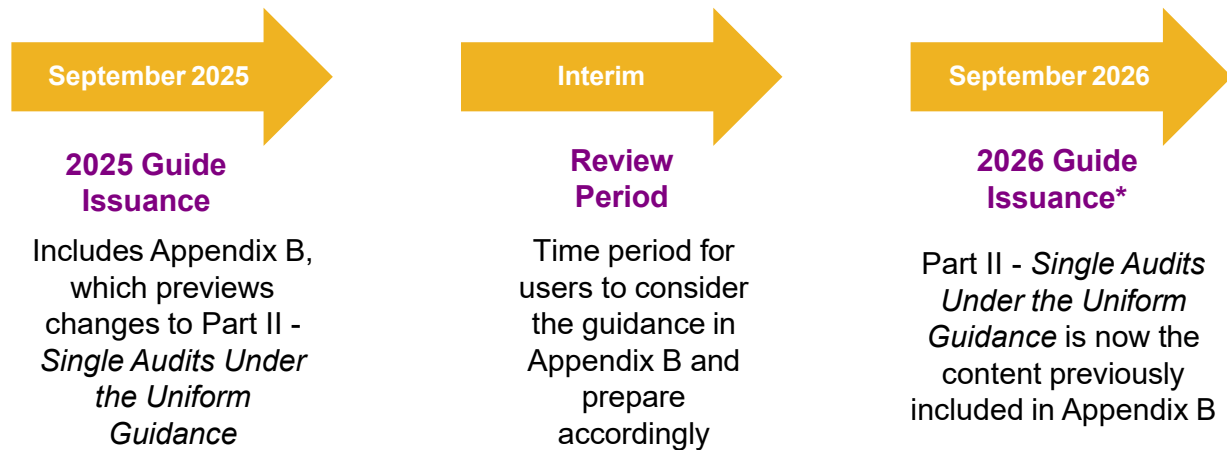 September 2025
Interim
September 2026
2025 Guide
Issuance
Includes Appendix B,
which previews
changes to Part II -
Single Audits Under
the Uniform
Guidance
Review
Period
Time period for
users to consider
the guidance in
Appendix B and
prepare
accordingly
2026 Guide
Issuance*
Part II - Single Audits
Under the Uniform
Guidance is now the
content previously
included in Appendix B